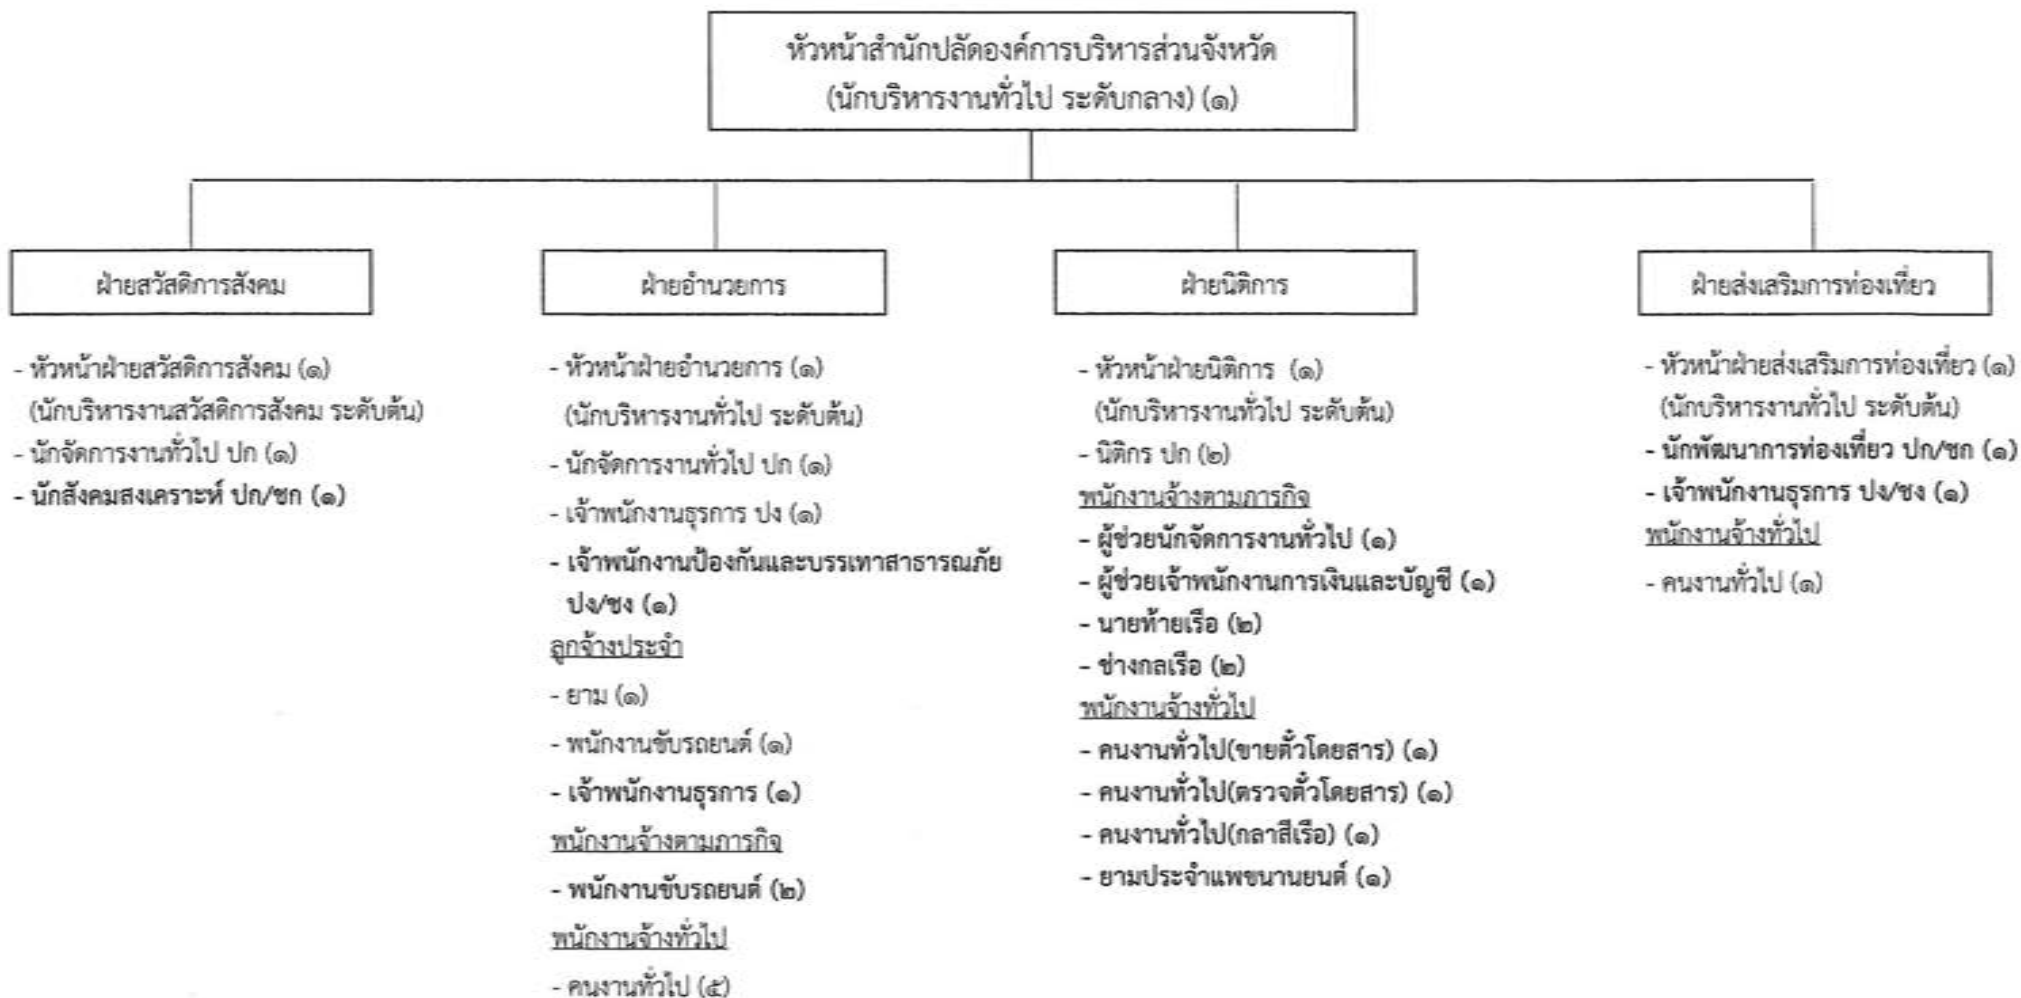 หัวหน้าสำนักปลัดองค์การบริหารส่วนจังหวัด
(นักบริหารงานทั่วไป ระดับกลาง) (๑)
ฝ่ายสวัสดิการสังคม
- หัวหน้าฝ่ายสวัสดิการสังคม (๑)
(นักบริหารงานสวัสดิการสังคม ระดับต้น)
- นักจัดการงานทั่วไป ปก (๑)
- นักสังคมสงเคราะห์ ปก/ชก (๑)
ฝ่ายอำนวยการ
- หัวหน้าฝ่ายอำนวยการ (๑)
(นักบริหารงานทั่วไป ระดับต้น)
- นักจัดการงานทั่วไป ปก (๑)
- เจ้าพนักงานธุรการ ปง (๑)
- เจ้าพนักงานป้องกันและบรรเทาสาธารณภัย
ปง/ชง (๑)
ลูกจ้างประจำ
- ยาม (๑)
- พนักงานขับรถยนต์ (๑)
- เจ้าพนักงานธุรการ (๑)
พนักงานจ้างตามภารกิจ
- พนักงานขับรถยนต์ (๒)
พนักงานจ้างทั่วไป
- คนงานทั่วไป (๕)
ฝ่ายนิติการ
- หัวหน้าฝ่ายนิติการ (๑)
(นักบริหารงานทั่วไป ระดับต้น)
- นิติกร ปก (๒)
พนักงานจ้างตามภารกิจ
- ผู้ช่วยนักจัดการงานทั่วไป (๑)
- ผู้ช่วยเจ้าพนักงานการเงินและบัญชี (๑)
- นายท้ายเรือ (๒)
- ช่างกลเรือ (๒)
พนักงานจ้างทั่วไป
- คนงานทั่วไป(ขายตั๋วโดยสาร) (๑)
- คนงานทั่วไป(ตรวจตั๋วโดยสาร) (๑)
- คนงานทั่วไป(กลาสีเรือ) (๑)
- ยามประจำแพขนานยนต์ (๑)
ฝ่ายส่งเสริมการท่องเที่ยว
- หัวหน้าฝ่ายส่งเสริมการท่องเที่ยว (๑)
(นักบริหารงานทั่วไป ระดับต้น)
- นักพัฒนาการท่องเที่ยว ปก/ชก (๑)
- เจ้าพนักงานธุรการ ปง/ชง (๑)
พนักงานจ้างทั่วไป
- คนงานทั่วไป (๑)